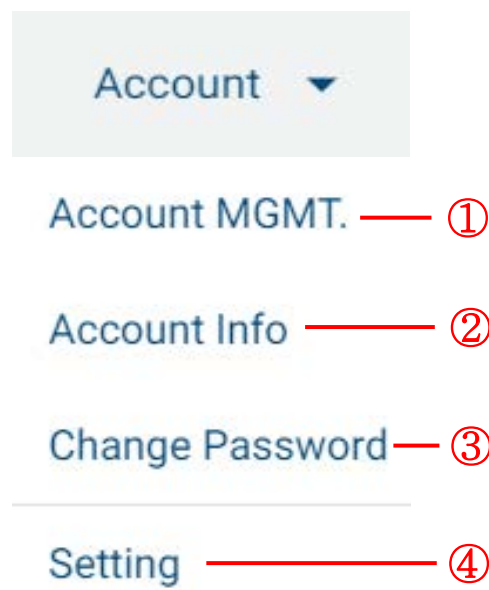 Account
Account MGMT. ①
Account Info ②
Change Password ③
Setting ④